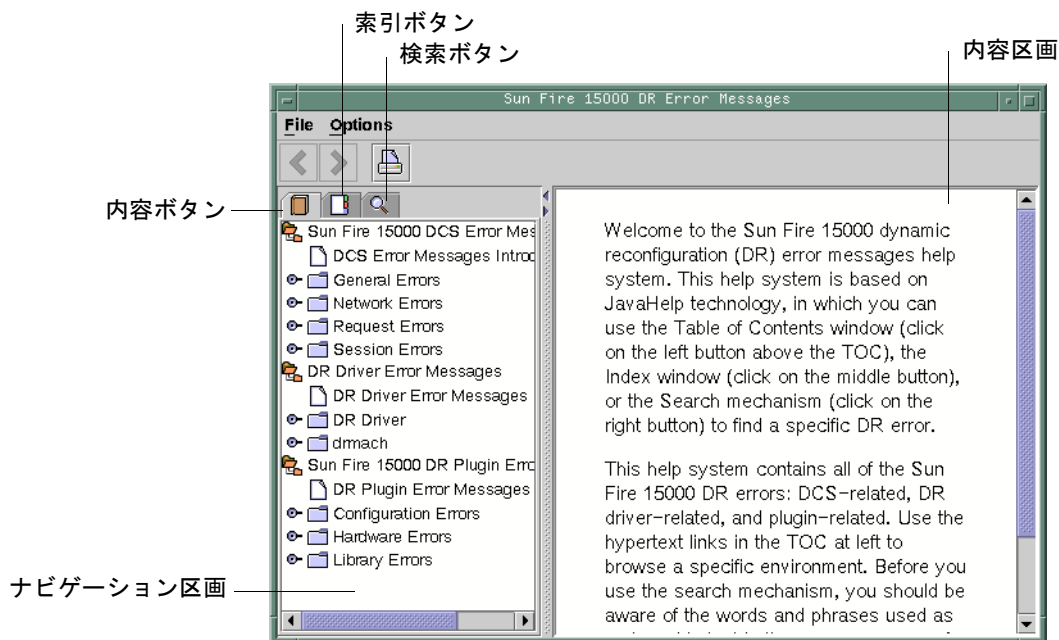 索引ボタン
検索ボタン
内容区画
Sun Fire 15000 DR Error Messages
File Options
内容ボタン
Sun Fire 15000 DCS Error Mes
DCS Error Messages Introd
General Errors
Network Errors
Request Errors
Session Errors
DR Driver Error Messages
DR Driver Error Messages
DR Driver
drmach
Sun Fire 15000 DR Plugin Erro
DR Plugin Error Messages
Configuration Errors
Hardware Errors
Library Errors
ナビゲーション区画
Welcome to the Sun Fire 15000 dynamic
reconfiguration (DR) error messages help
system. This help system is based on
JavaHelp technology, in which you can
use the Table of Contents window (click
on the left button above the TOC), the
Index window (click on the middle button),
or the Search mechanism (click on the
right button) to find a specific DR error.
This help system contains all of the Sun
Fire 15000 DR errors: DCS-related, DR
driver-related, and plugin-related. Use the
hypertext links in the TOC at left to
browse a specific environment. Before you
use the search mechanism, you should be
aware of the words and phrases used as